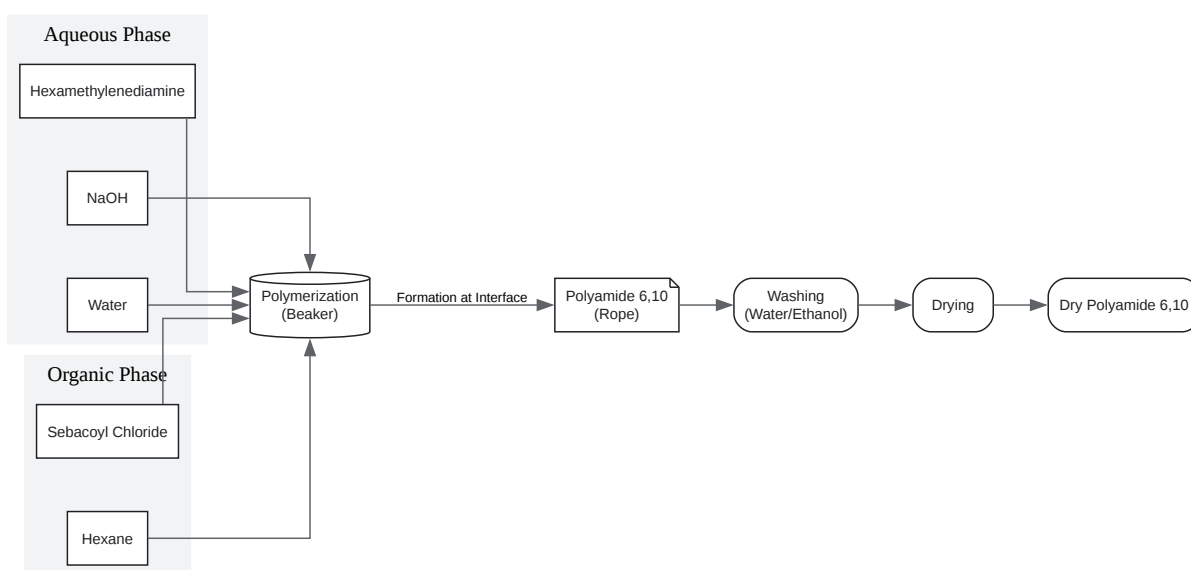 Aqueous Phase
Hexamethylenediamine
NaOH
Water
Polymerization
(Beaker)
Formation at Interface
Polyamide 6,10
(Rope)
Washing
(Water/Ethanol)
Drying
Dry Polyamide 6,10
Organic Phase
Sebacoyl Chloride
Hexane